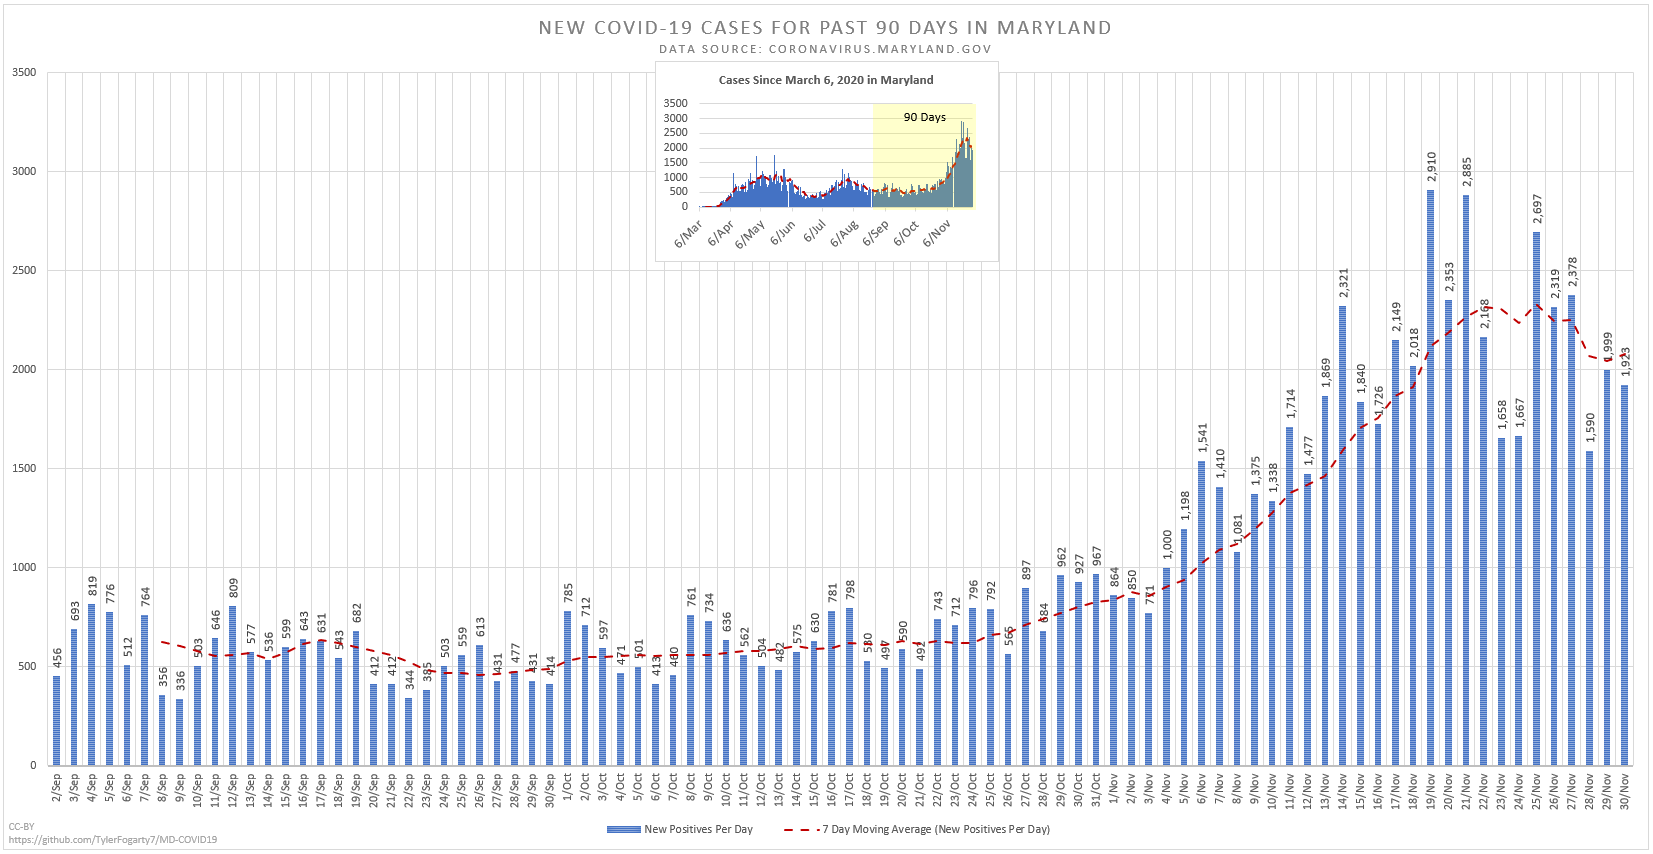 NEW COVID-19 CASES FOR PAST 90 DAYS IN MARYLAND
DATA SOURCE: CORONAVIRUS.MARYLAND.GOV
Cases Since March 6, 2020 in Maryland
90 Days
3500
3000
2500
2000
1500
1000
500
0
6/Mar 6/Apr 6/May 6/Jun 6/Jul 6/Aug 6/Sep 6/Oct 6/Nov
3500
3000
2500
2000
1500
1000
500
0
456 693 819 776 512 764 356 336 503 646 809 577 536 599 643 631 543 682 412 412 344 385 503 559 613 431 477 431 414 785 712 597 471 501 413 460 761 734 636 562 504 482 575 630 781 798 530 497 590 492 743 712 796 792 565 897 684 962 927 967 864 850 771 1,000 1,198 1,541 1,410 1,081 1,375 1,338 1,714 1,477 1,869 2,321 1,840 1,726 2,149 2,018 2,910 2,353 2,885 2,168 1,658 1,667 2,697 2,319 2,378 1,590 1,999 1,923
2/Sep 3/Sep 4/Sep 5/Sep 6/Sep 7/Sep 8/Sep 9/Sep 10/Sep 11/Sep 12/Sep 13/Sep 14/Sep 15/Sep 16/Sep 17/Sep 18/Sep 19/Sep 20/Sep 21/Sep 22/Sep 23/Sep 24/Sep 25/Sep 26/Sep 27/Sep 28/Sep 29/Sep 30/Sep 1/Oct 2/Oct 3/Oct 4/Oct 5/Oct 6/Oct 7/Oct 8/Oct 9/Oct 10/Oct 11/Oct 12/Oct 13/Oct 14/Oct 15/Oct 16/Oct 17/Oct 18/Oct 19/Oct 20/Oct 21/Oct 22/Oct 23/Oct 24/Oct 25/Oct 26/Oct 27/Oct 28/Oct 29/Oct 30/Oct 31/Oct 1/Nov 2/Nov 3/Nov 4/Nov 5/Nov 6/Nov 7/Nov 8/Nov 9/Nov 10/Nov 11/Nov 12/Nov 13/Nov 14/Nov 15/Nov 16/Nov 17/Nov 18/Nov 19/Nov 20/Nov 21/Nov 22/Nov 23/Nov 24/Nov 25/Nov 26/Nov 27/Nov 28/Nov 29/Nov 30/Nov
New Positives Per Day
7 Day Moving Average (New Positives Per Day)
CC-BY
https://github.com/TylerFogarty7/MD-COVID19